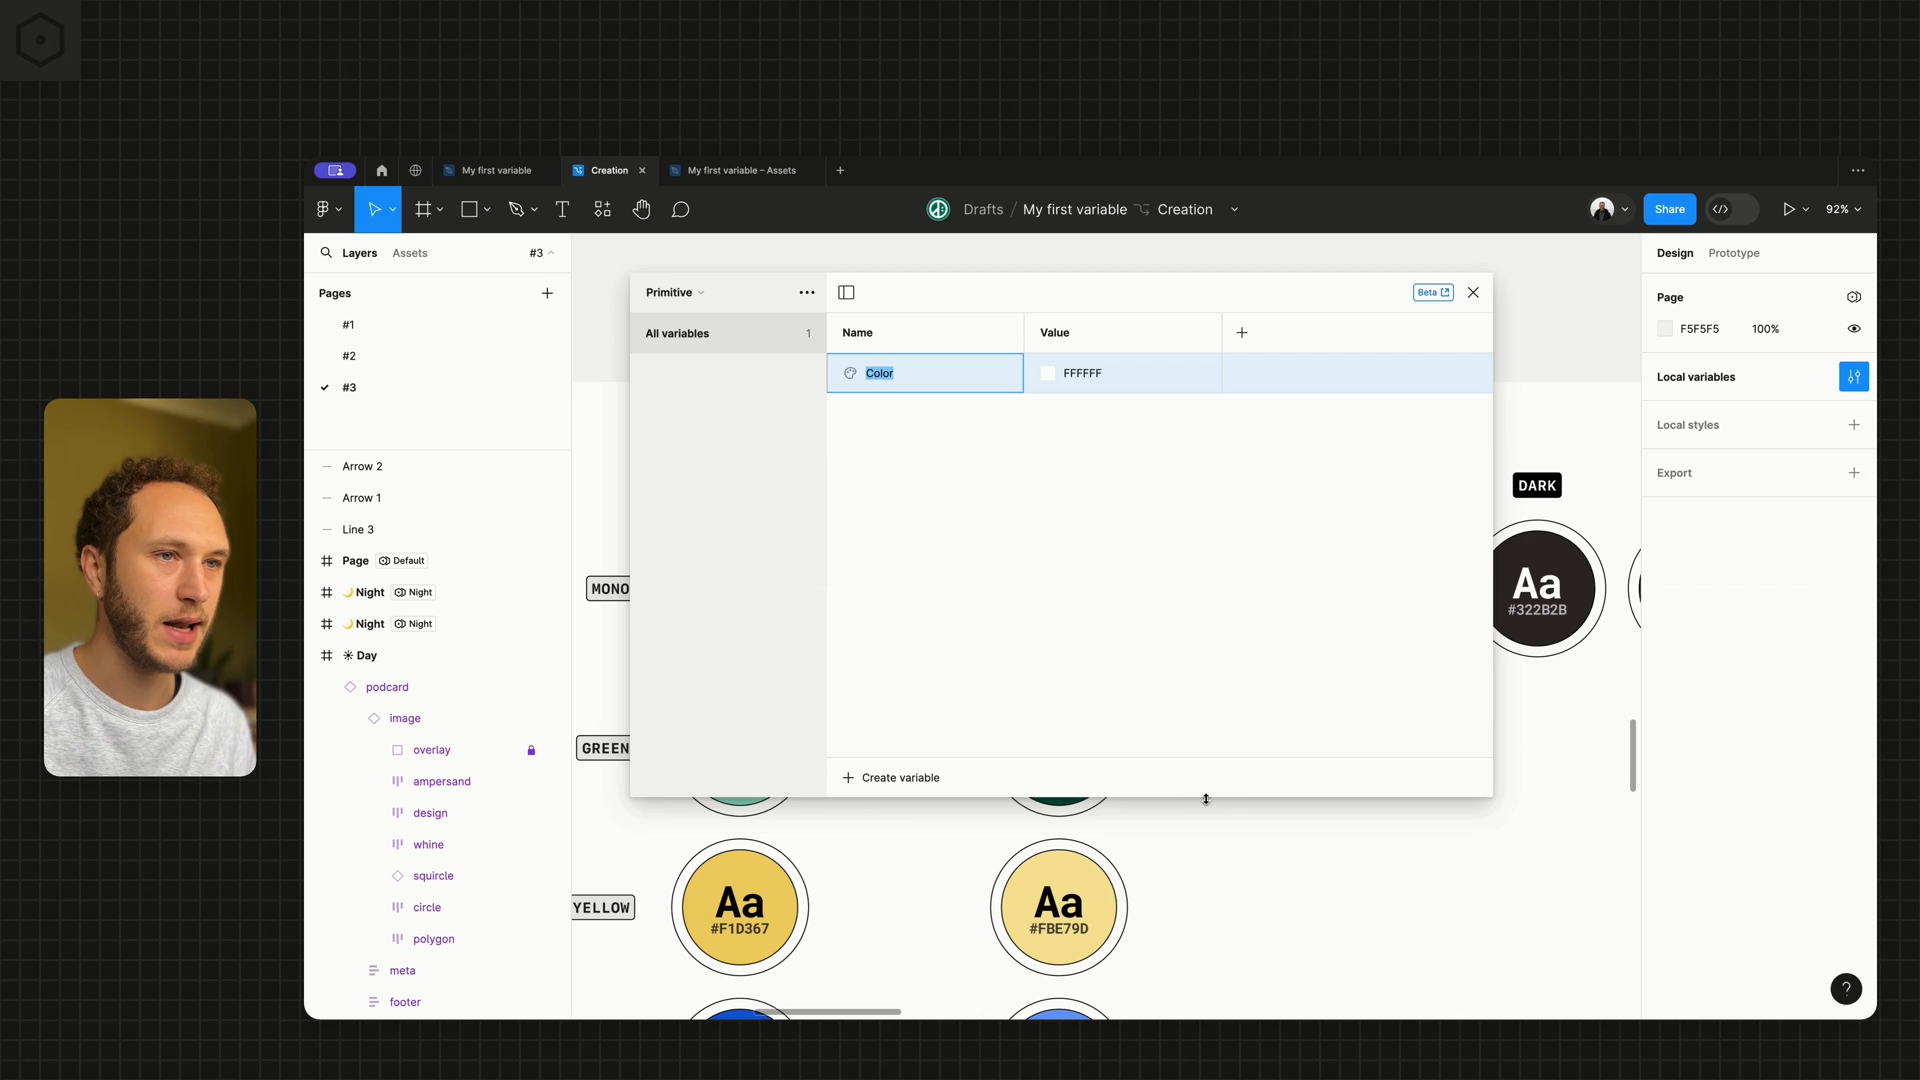 My first variable
Creation
My first variable – Assets
Drafts / My first variable Creation
Share
92%
Layers
Assets
#3
Pages
#1
#2
#3
Arrow 2
Arrow 1
Line 3
Page Default
Night Night
Night Night
Day
podcard
image
overlay
ampersand
design
whine
squircle
circle
polygon
meta
footer
Primitive
Beta
All variables 1
Name
Value
Color
FFFFFF
Create variable
MONO
GREEN
YELLOW
Aa
#F1D367
Aa
#FBE79D
DARK
Aa
#322B2B
Design
Prototype
Page
F5F5F5 100%
Local variables
Local styles
Export
?